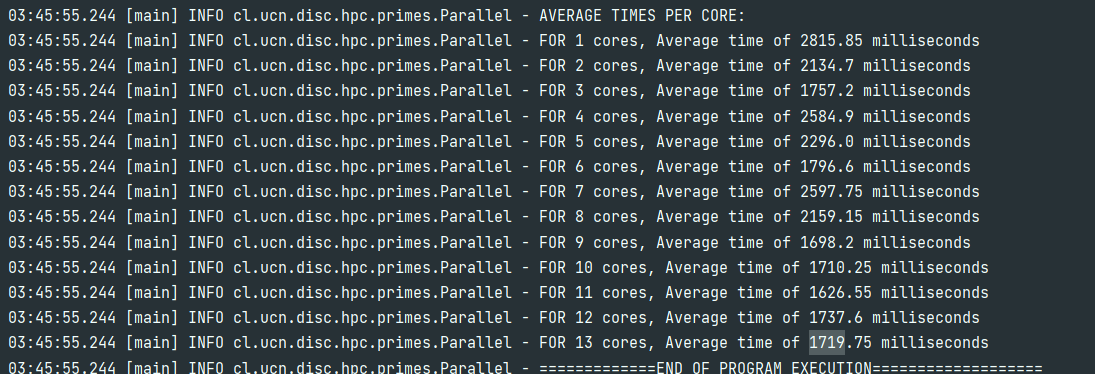 03:45:55.244 [main] INFO cl.ucn.disc.hpc.primes.Parallel - AVERAGE TIMES PER CORE:
03:45:55.244 [main] INFO cl.ucn.disc.hpc.primes.Parallel - FOR 1 cores, Average time of 2815.85 milliseconds
03:45:55.244 [main] INFO cl.ucn.disc.hpc.primes.Parallel - FOR 2 cores, Average time of 2134.7 milliseconds
03:45:55.244 [main] INFO cl.ucn.disc.hpc.primes.Parallel - FOR 3 cores, Average time of 1757.2 milliseconds
03:45:55.244 [main] INFO cl.ucn.disc.hpc.primes.Parallel - FOR 4 cores, Average time of 2584.9 milliseconds
03:45:55.244 [main] INFO cl.ucn.disc.hpc.primes.Parallel - FOR 5 cores, Average time of 2296.0 milliseconds
03:45:55.244 [main] INFO cl.ucn.disc.hpc.primes.Parallel - FOR 6 cores, Average time of 1796.6 milliseconds
03:45:55.244 [main] INFO cl.ucn.disc.hpc.primes.Parallel - FOR 7 cores, Average time of 2597.75 milliseconds
03:45:55.244 [main] INFO cl.ucn.disc.hpc.primes.Parallel - FOR 8 cores, Average time of 2159.15 milliseconds
03:45:55.244 [main] INFO cl.ucn.disc.hpc.primes.Parallel - FOR 9 cores, Average time of 1698.2 milliseconds
03:45:55.244 [main] INFO cl.ucn.disc.hpc.primes.Parallel - FOR 10 cores, Average time of 1710.25 milliseconds
03:45:55.244 [main] INFO cl.ucn.disc.hpc.primes.Parallel - FOR 11 cores, Average time of 1626.55 milliseconds
03:45:55.244 [main] INFO cl.ucn.disc.hpc.primes.Parallel - FOR 12 cores, Average time of 1737.6 milliseconds
03:45:55.244 [main] INFO cl.ucn.disc.hpc.primes.Parallel - FOR 13 cores, Average time of 1719.75 milliseconds
03:45:55.244 [main] INFO cl.ucn.disc.hpc.primes.Parallel - =============END OF PROGRAM EXECUTION===================